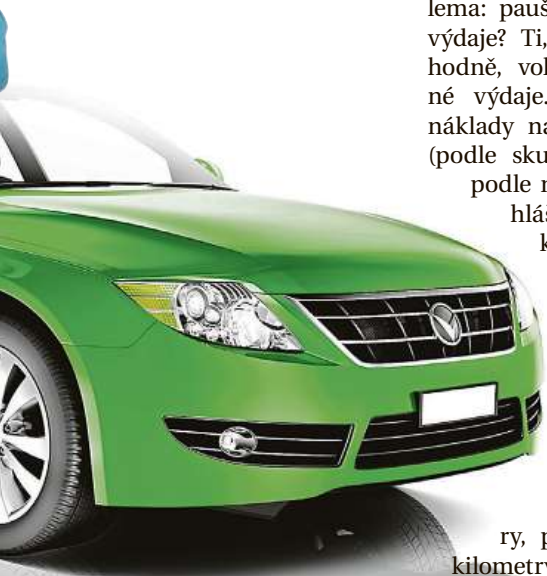 lema: pauš
výdaje? Ti,
hodně, vol
né výdaje.
náklady na
(podle sku
podle
hláš
k
ry, p
kilometry